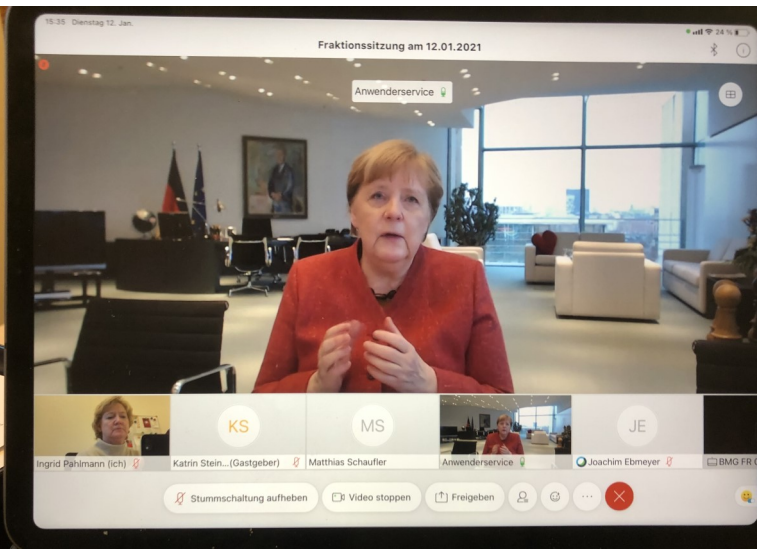 15:35 Dienstag 12. Jan.
24 %
Fraktionssitzung am 12.01.2021
Anwenderservice
KS
MS
JE
Ingrid Pahlmann (ich)
Katrin Stein...(Gastgeber)
Matthias Schaufler
Anwenderservice
Joachim Ebmeyer
BMG FR
Stummschaltung aufheben
Video stoppen
Freigeben